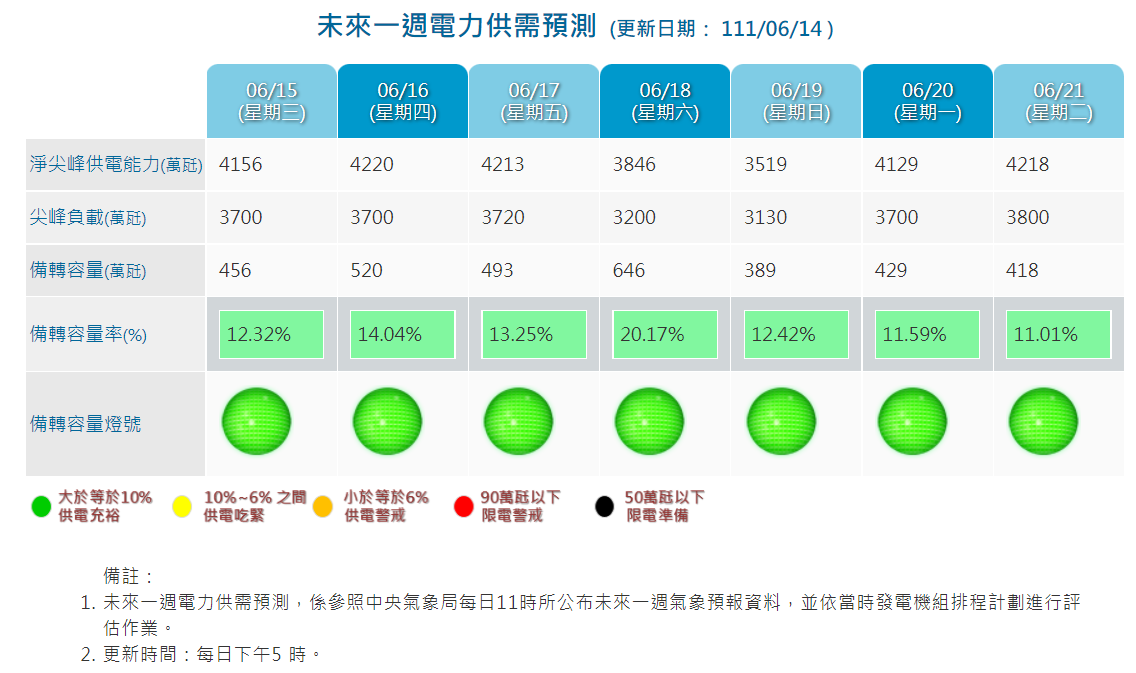 未來一週電力供需預測 (更新日期： 111/06/14 )
06/15 06/16 06/17 06/18 06/19 06/20 06/21
(星期三) (星期四) (星期五) (星期六) (星期日) (星期一) (星期二)
淨尖峰供電能力(萬瓩) 4156 4220 4213 3846 3519 4129 4218
尖峰負載(萬瓩) 3700 3700 3720 3200 3130 3700 3800
備轉容量(萬瓩) 456 520 493 646 389 429 418
備轉容量率(%) 12.32% 14.04% 13.25% 20.17% 12.42% 11.59% 11.01%
備轉容量燈號
大於等於10% 10%~6% 之間 小於等於6% 90萬瓩以下 50萬瓩以下
供電充裕 供電吃緊 供電警戒 限電警戒 限電準備
備註：
1. 未來一週電力供需預測，係參照中央氣象局每日11時所公布未來一週氣象預報資料，並依當時發電機組排程計劃進行評
估作業。
2. 更新時間：每日下午5 時。